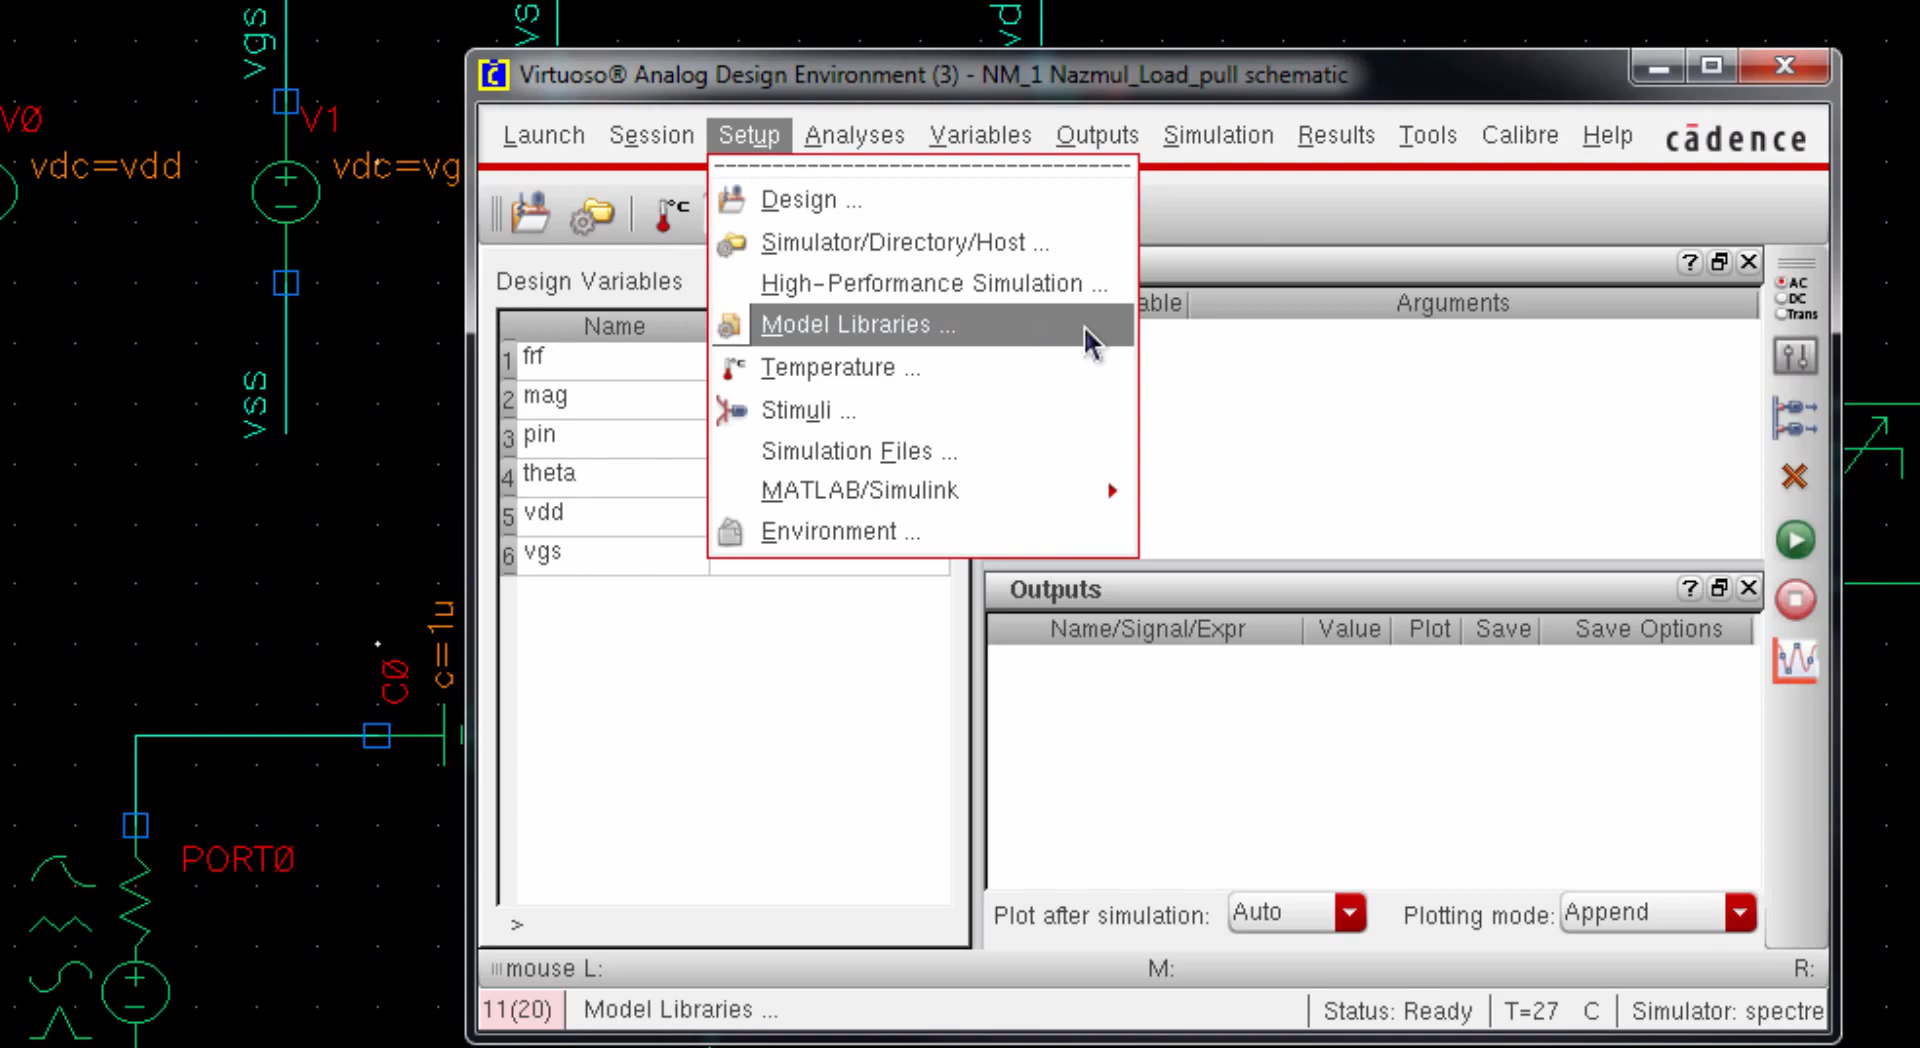 vgs
vs
vd
Virtuoso® Analog Design Environment (3) - NM_1 Nazmul_Load_pull schematic
VØ
V1
Launch Session Setup Analyses Variables Outputs Simulation Results Tools Calibre Help cādence
vdc=vdd
vdc=vg
Design ...
°C
Simulator/Directory/Host ...
Design Variables
High-Performance Simulation ...
AC
DC
Trans
able
Arguments
Name
Model Libraries ...
1 frf
Temperature ...
2 mag
vss
Stimuli ...
3 pin
Simulation Files ...
4 theta
MATLAB/Simulink
5 vdd
Environment ...
6 vgs
Outputs
Name/Signal/Expr Value Plot Save Save Options
CØ
c=1u
PORTØ
Plot after simulation: Auto Plotting mode: Append
>
mouse L: M: R:
11(20) Model Libraries ... Status: Ready T=27 C Simulator: spectre